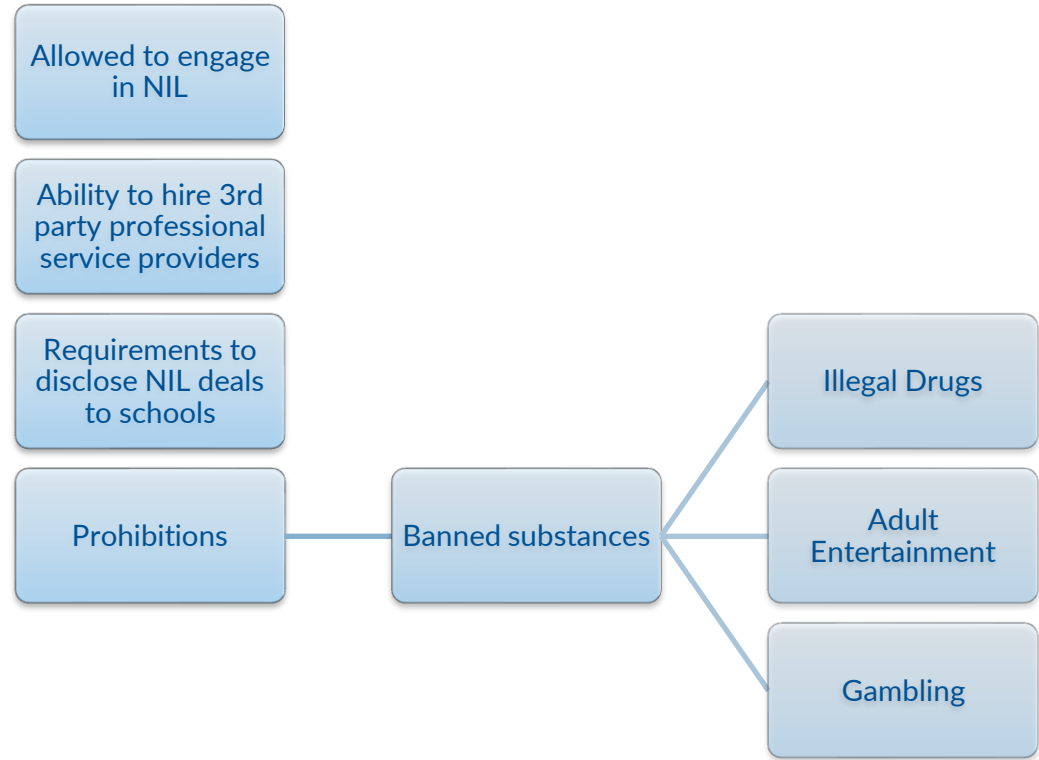 Allowed to engage
in NIL
Ability to hire 3rd
party professional
service providers
Requirements to
disclose NIL deals
to schools
Prohibitions
Banned substances
Illegal Drugs
Adult
Entertainment
Gambling